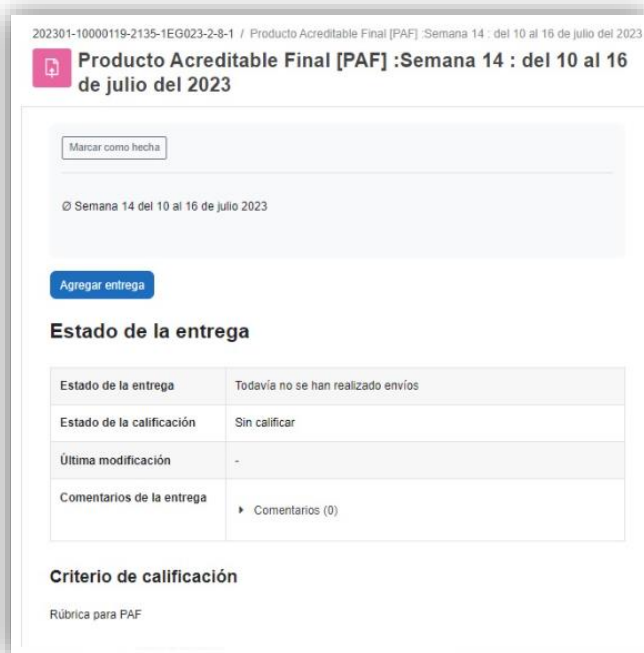 202301-10000119-2135-1EG023-2-8-1 / Producto Acreditable Final [PAF] :Semana 14 : del 10 al 16 de julio del 2023
Producto Acreditable Final [PAF] :Semana 14 : del 10 al 16
de julio del 2023
Marcar como hecha
Ø Semana 14 del 10 al 16 de julio 2023
Agregar entrega
Estado de la entrega
Estado de la entrega Todavía no se han realizado envíos
Estado de la calificación Sin calificar
Última modificación -
Comentarios de la entrega Comentarios (0)
Criterio de calificación
Rúbrica para PAF